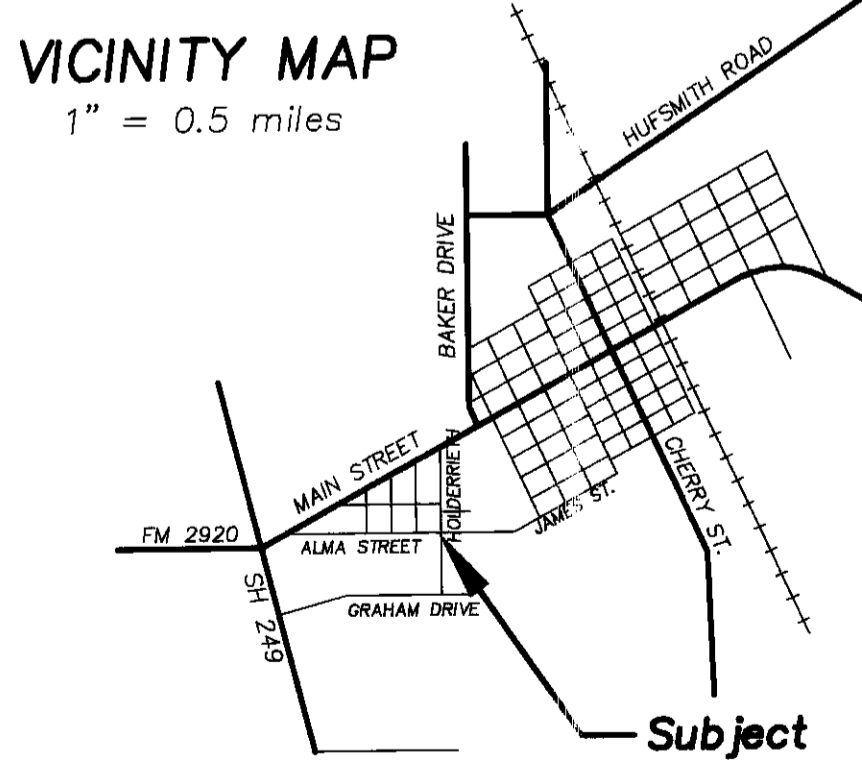 VICINITY MAP
1" = 0.5 miles
HUFSMITH ROAD
BAKER DRIVE
MAIN STREET
HOLDERRIETH
CHERRY ST.
JAMES ST.
FM 2920
ALMA STREET
SH 249
GRAHAM DRIVE
Subject